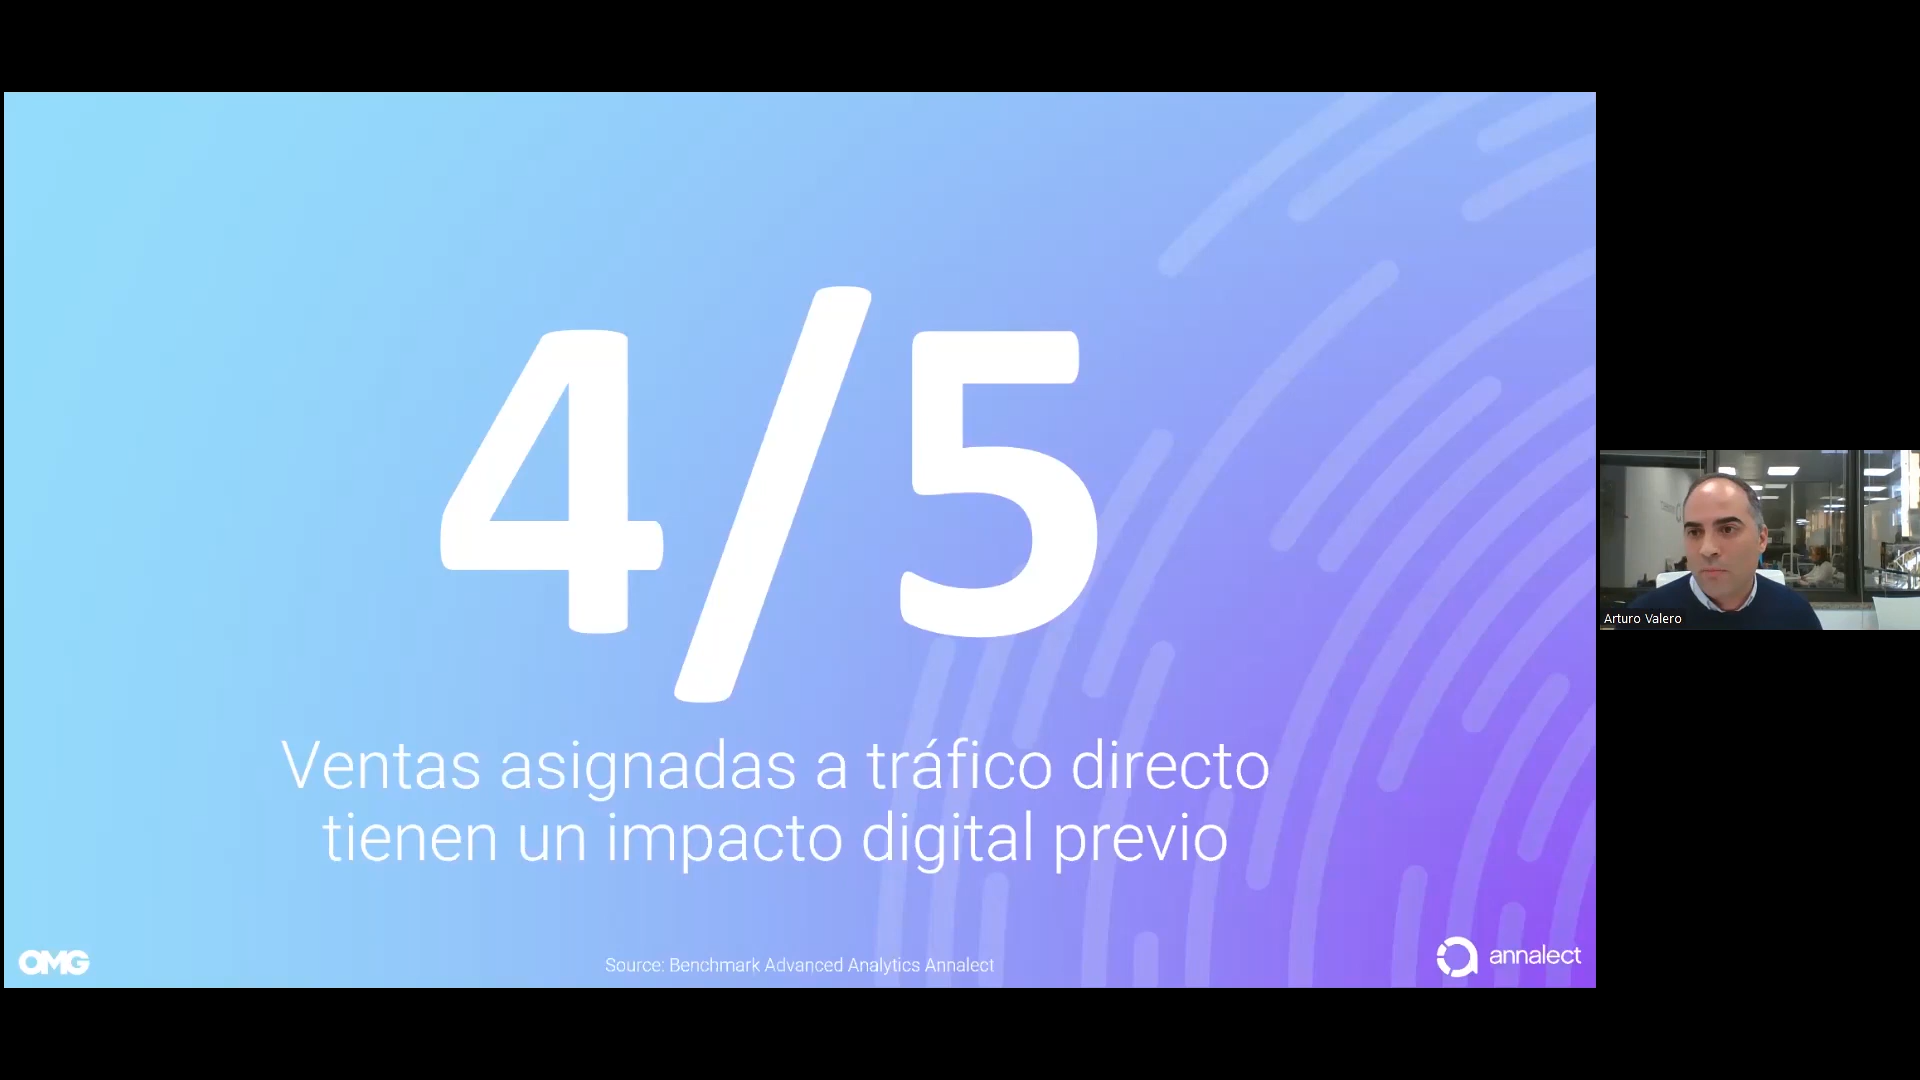 4/5
Ventas asignadas a tráfico directo
tienen un impacto digital previo
OMG
Source: Benchmark Advanced Analytics Annalect
annalect
Arturo Valero